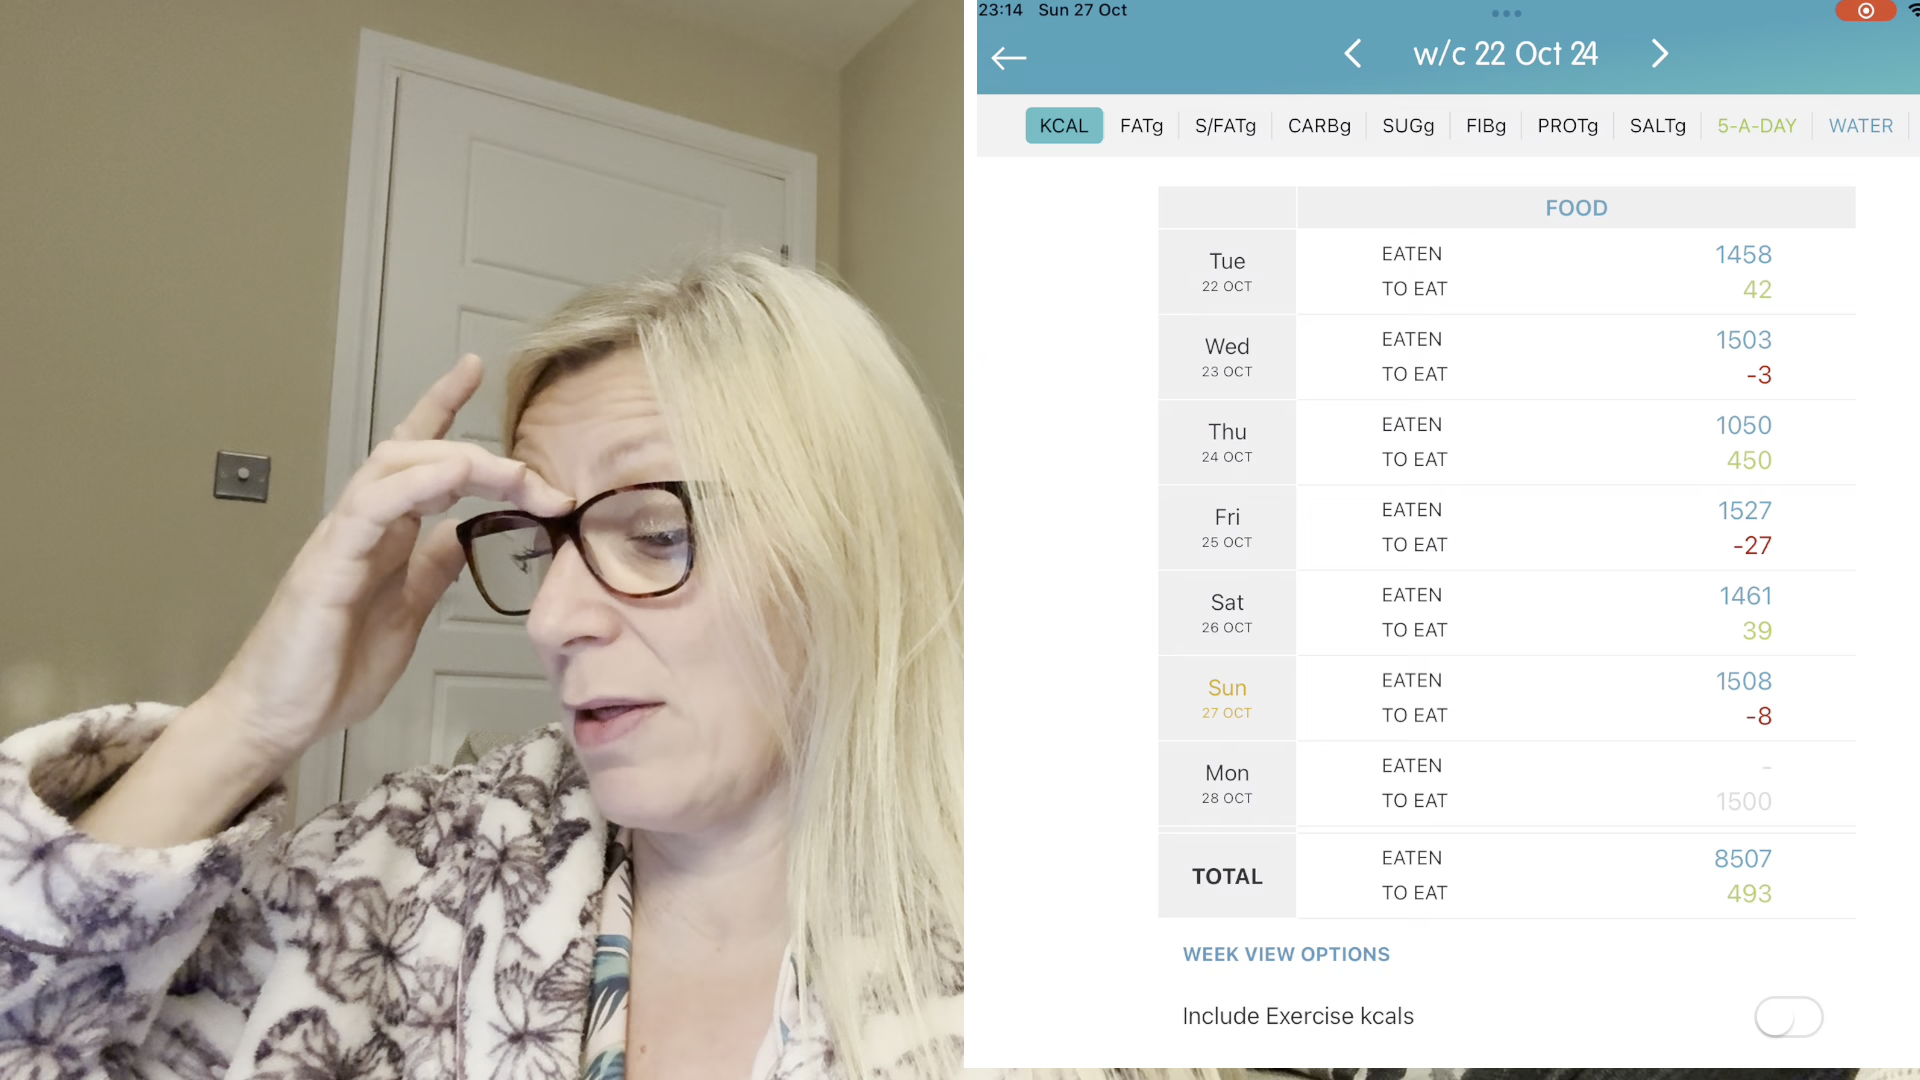 23:14 Sun 27 Oct
w/c 22 Oct 24
KCAL FATg S/FATg CARBg SUGg FIBg PROTg SALTg 5-A-DAY WATER
FOOD
Tue
22 OCT
EATEN 1458
TO EAT 42
Wed
23 OCT
EATEN 1503
TO EAT -3
Thu
24 OCT
EATEN 1050
TO EAT 450
Fri
25 OCT
EATEN 1527
TO EAT -27
Sat
26 OCT
EATEN 1461
TO EAT 39
Sun
27 OCT
EATEN 1508
TO EAT -8
Mon
28 OCT
EATEN -
TO EAT 1500
TOTAL
EATEN 8507
TO EAT 493
WEEK VIEW OPTIONS
Include Exercise kcals